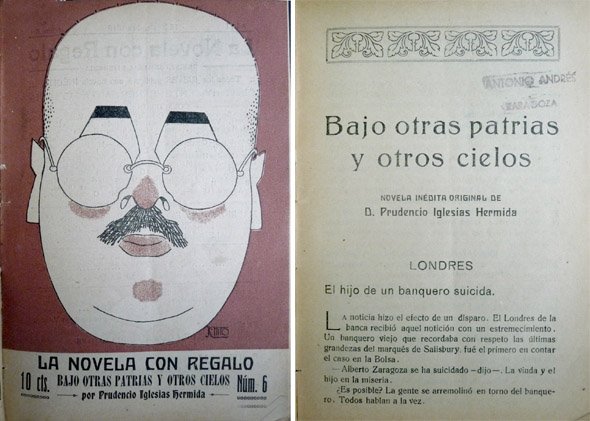 LA NOVELA CON REGALO
10 cts. BAJO OTRAS PATRIAS Y OTROS CIELOS Núm. 6
por Prudencio Iglesias Hermida
ANTONIO ANDRÉS
ZARAGOZA
Bajo otras patrias
y otros cielos
NOVELA INÉDITA ORIGINAL DE
D. Prudencio Iglesias Hermida
LONDRES
El hijo de un banquero suicida.
LA noticia hizo el efecto de un disparo. El Londres de la
banca recibió aquel notición con un estremecimiento.
Un banquero viejo que recordaba con respeto las últimas
grandezas del marqués de Salisbury, fué el primero en contar
el caso en la Bolsa.
— Alberto Zaragoza se ha suicidado —dijo—. La viuda y el
hijo en la miseria.
¿Es posible? La gente se arremolinó en torno del banque-
ro. Todos hablan a la vez.